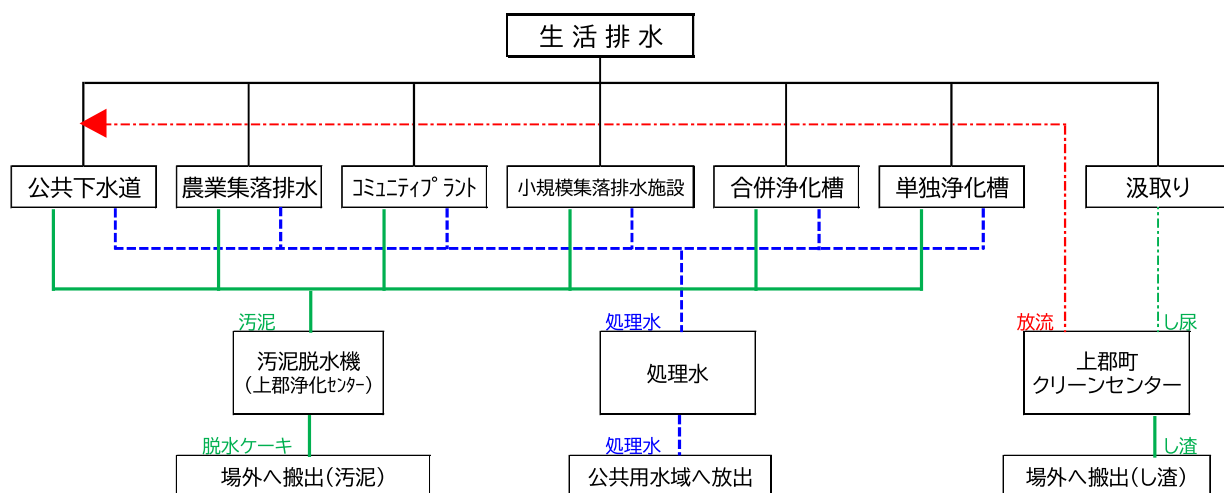 生活排水
公共下水道
農業集落排水
ｺﾐｭﾆﾃｨﾌﾟﾗﾝﾄ
小規模集落排水施設
合併浄化槽
単独浄化槽
汲取り
汚泥
処理水
放流
し尿
汚泥脱水機
(上郡浄化ｾﾝﾀｰ)
処理水
上郡町
クリーンセンター
脱水ケーキ
処理水
し渣
場外へ搬出(汚泥)
公共用水域へ放出
場外へ搬出(し渣)